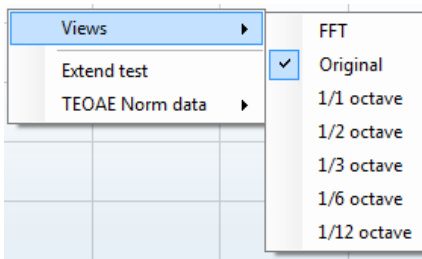 Views
Extend test
TEOAE Norm data
FFT
Original
1/1 octave
1/2 octave
1/3 octave
1/6 octave
1/12 octave